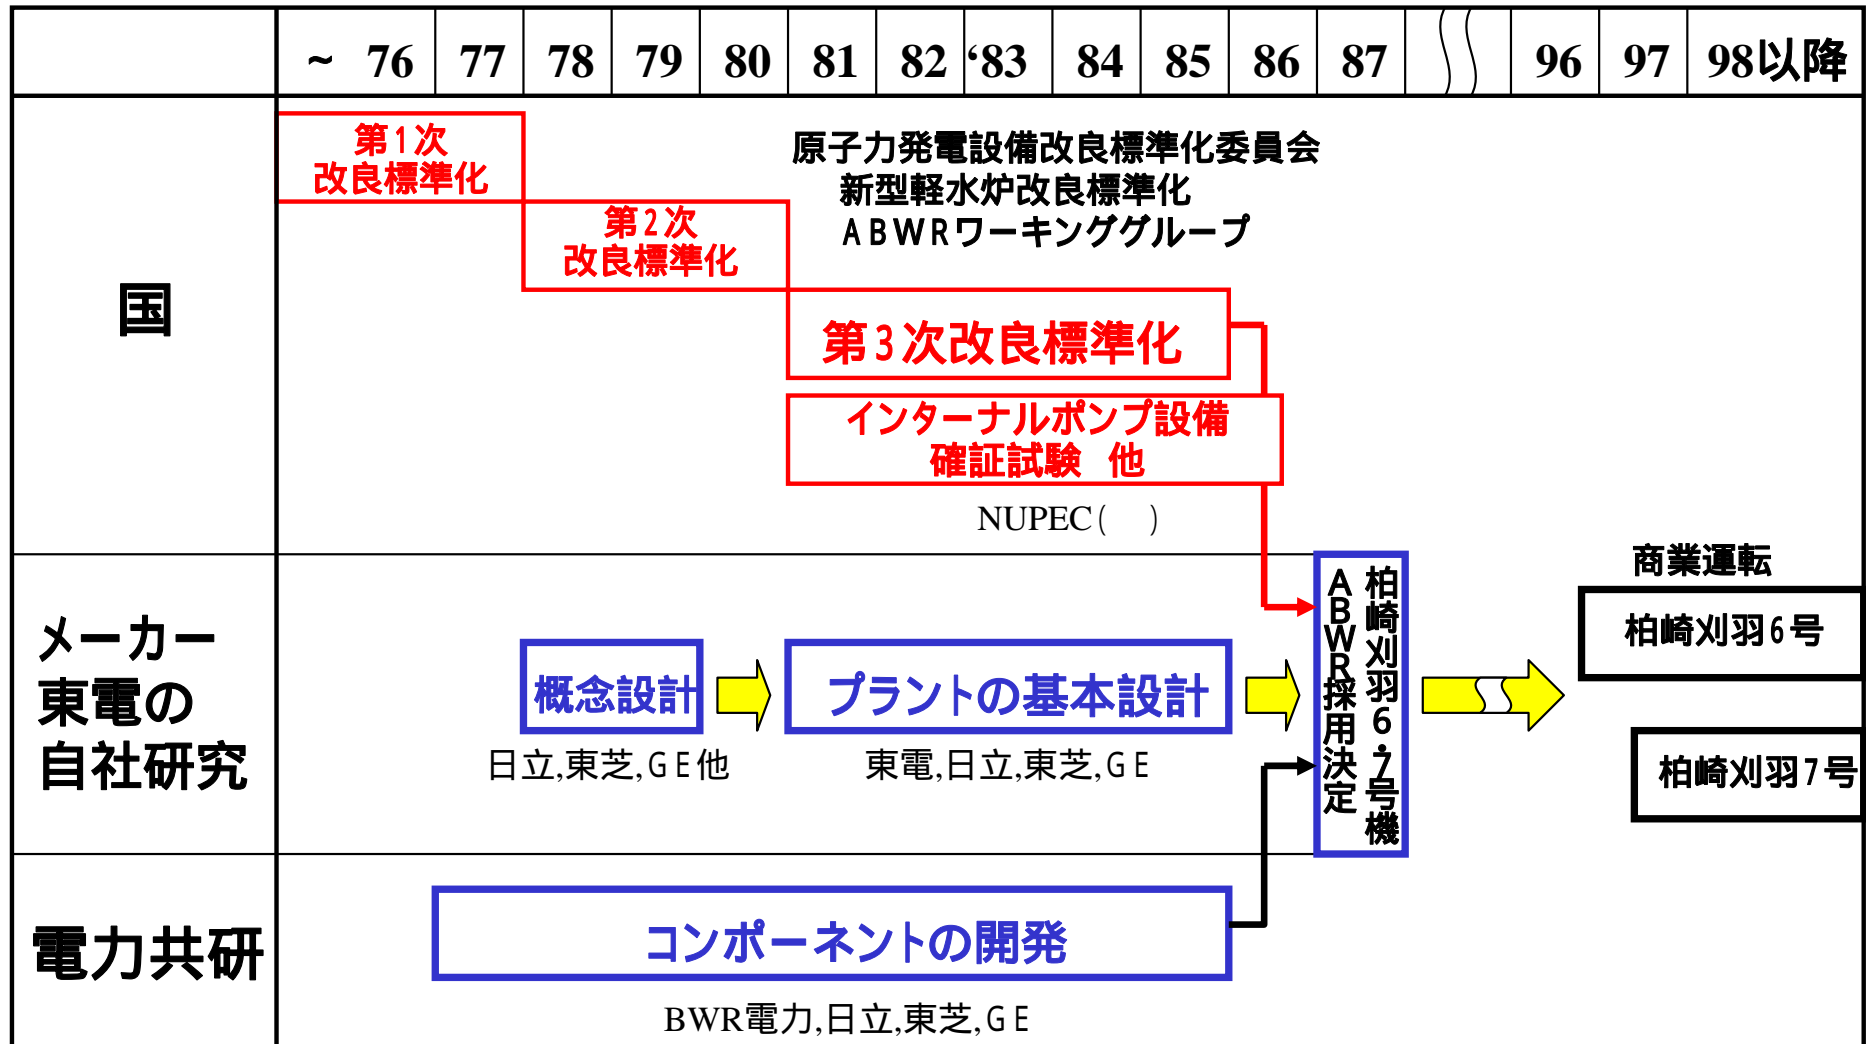 ~ 76 77 78 79 80 81 82 ‘83 84 85 86 87 96 97 98以降
国
第1次
改良標準化
第2次
改良標準化
原子力発電設備改良標準化委員会
新型軽水炉改良標準化
ABWRワーキンググループ
第3次改良標準化
インターナルポンプ設備
確証試験 他
NUPEC( )
メーカー
東電の
自社研究
概念設計
日立,東芝,GE他
プラントの基本設計
東電,日立,東芝,GE
柏崎刈羽6・7号機
ABWR採用決定
商業運転
柏崎刈羽6号
柏崎刈羽7号
電力共研
コンポーネントの開発
BWR電力,日立,東芝,GE